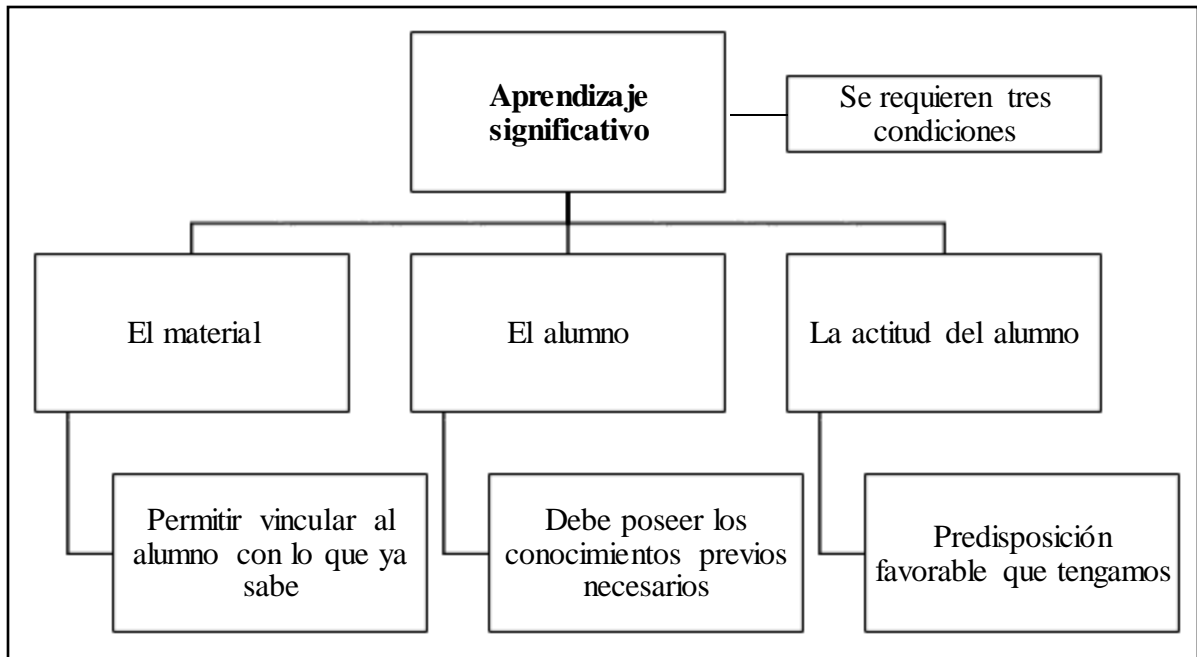 Aprendizaje
significativo
Se requieren tres
condiciones
El material
El alumno
La actitud del alumno
Permitir vincular al
alumno con lo que ya
sabe
Debe poseer los
conocimientos previos
necesarios
Predisposición
favorable que tengamos